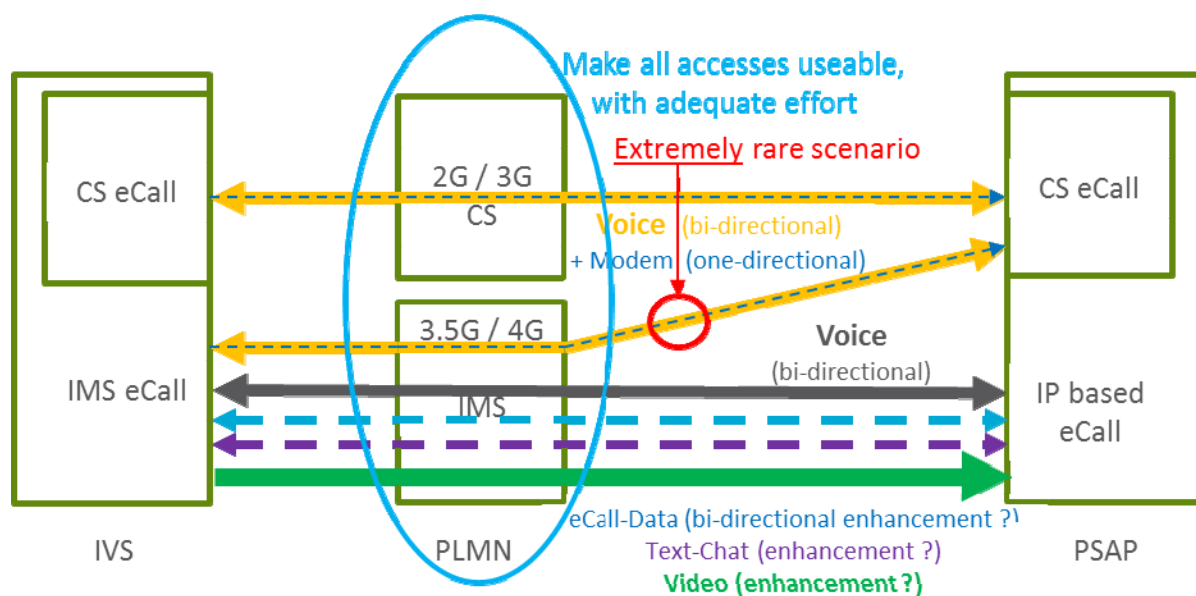 Make all accesses useable,
with adequate effort
Extremely rare scenario
CS eCall
2G / 3G
CS
CS eCall
Voice (bi-directional)
+ Modem (one-directional)
3.5G / 4G
Voice
(bi-directional)
IMS eCall
IMS
IP based
eCall
eCall-Data (bi-directional enhancement ?)
Text-Chat (enhancement ?)
Video (enhancement ?)
IVS
PLMN
PSAP